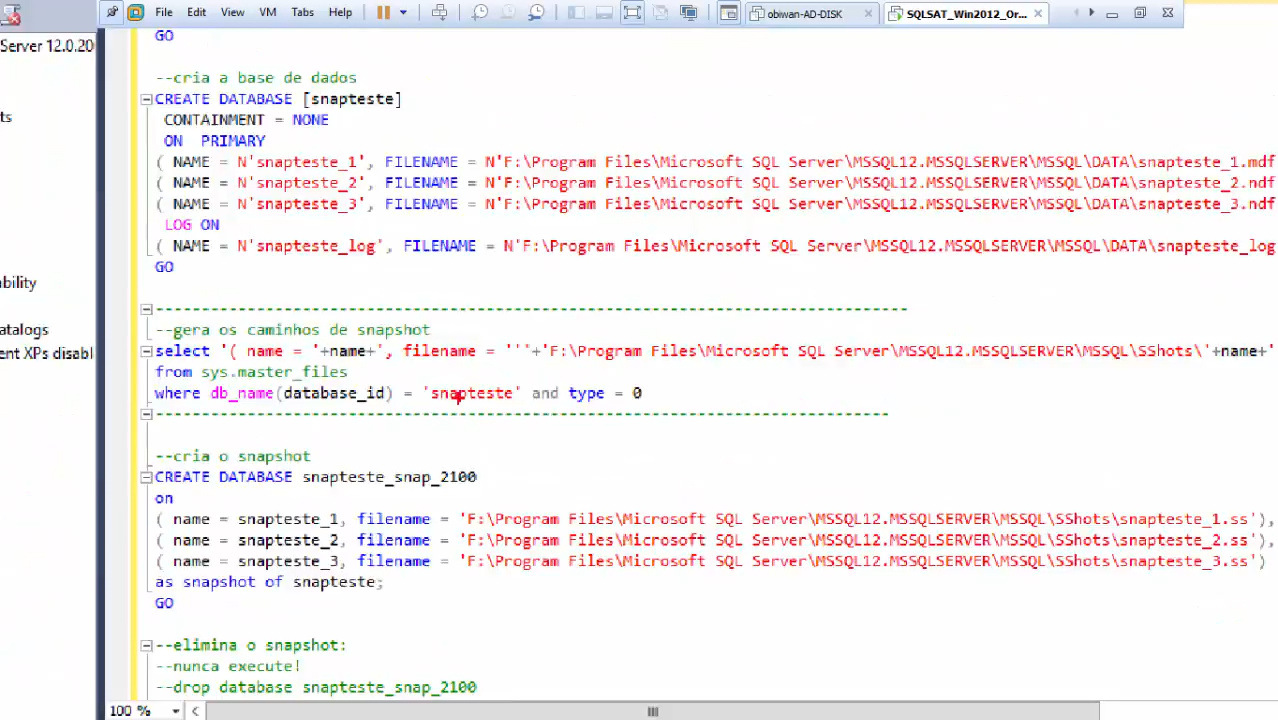 File Edit View VM Tabs Help obiwan-AD-DISK SQLSAT_Win2012_Or...
Server 12.0.20
ts
ability
atalogs
ent XPs disabl
GO
--cria a base de dados
CREATE DATABASE [snapteste]
CONTAINMENT = NONE
ON PRIMARY
( NAME = N'snapteste_1', FILENAME = N'F:\Program Files\Microsoft SQL Server\MSSQL12.MSSQLSERVER\MSSQL\DATA\snapteste_1.mdf
( NAME = N'snapteste_2', FILENAME = N'F:\Program Files\Microsoft SQL Server\MSSQL12.MSSQLSERVER\MSSQL\DATA\snapteste_2.ndf
( NAME = N'snapteste_3', FILENAME = N'F:\Program Files\Microsoft SQL Server\MSSQL12.MSSQLSERVER\MSSQL\DATA\snapteste_3.ndf
LOG ON
( NAME = N'snapteste_log', FILENAME = N'F:\Program Files\Microsoft SQL Server\MSSQL12.MSSQLSERVER\MSSQL\DATA\snapteste_log
GO
--------------------------------------------------------------------------------
--gera os caminhos de snapshot
select '( name = '+name+', filename = '''+'F:\Program Files\Microsoft SQL Server\MSSQL12.MSSQLSERVER\MSSQL\SShots\'+name+'
from sys.master_files
where db_name(database_id) = 'snapteste' and type = 0
--------------------------------------------------------------------------------
--cria o snapshot
CREATE DATABASE snapteste_snap_2100
on
( name = snapteste_1, filename = 'F:\Program Files\Microsoft SQL Server\MSSQL12.MSSQLSERVER\MSSQL\SShots\snapteste_1.ss'),
( name = snapteste_2, filename = 'F:\Program Files\Microsoft SQL Server\MSSQL12.MSSQLSERVER\MSSQL\SShots\snapteste_2.ss'),
( name = snapteste_3, filename = 'F:\Program Files\Microsoft SQL Server\MSSQL12.MSSQLSERVER\MSSQL\SShots\snapteste_3.ss')
as snapshot of snapteste;
GO
--elimina o snapshot:
--nunca execute!
--drop database snapteste_snap_2100
100 %